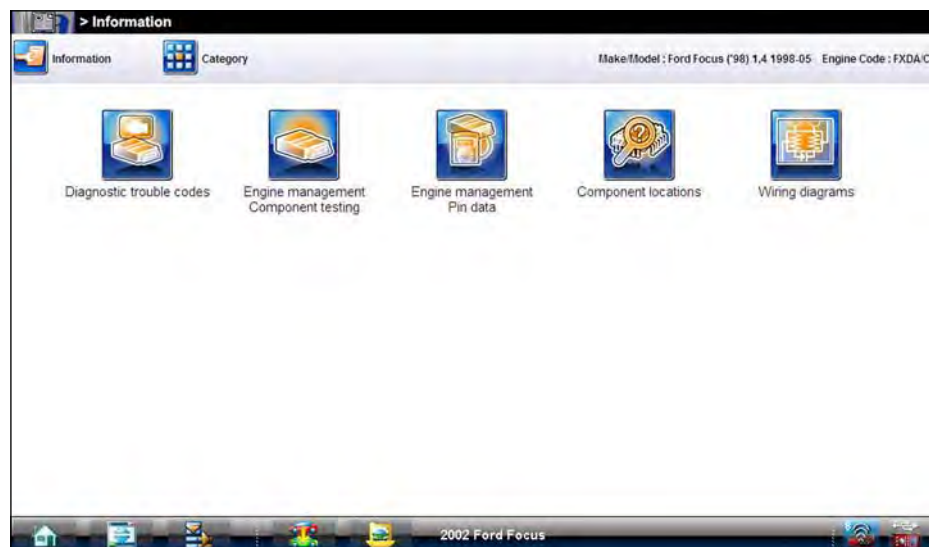 > Information
Information
Category
Make/Model : Ford Focus ('98) 1,4 1998-05 Engine Code : FXDA/C
Diagnostic trouble codes
Engine management
Component testing
Engine management
Pin data
Component locations
Wiring diagrams
2002 Ford Focus